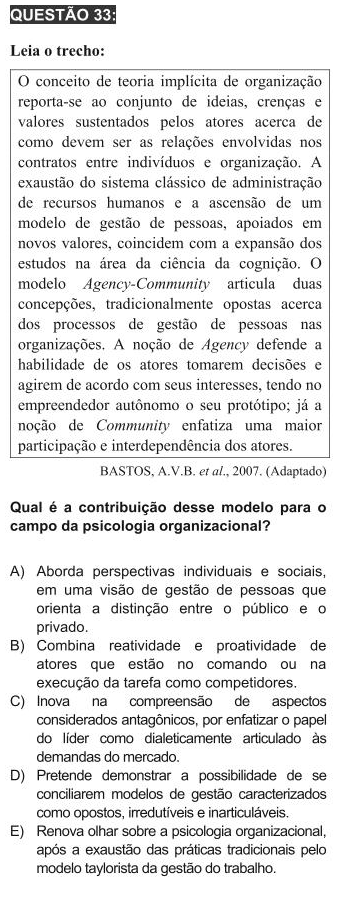 QUESTÃO 33:
Leia o trecho:
O conceito de teoria implícita de organização
reporta-se ao conjunto de ideias, crenças e
valores sustentados pelos atores acerca de
como devem ser as relações envolvidas nos
contratos entre indivíduos e organização. A
exaustão do sistema clássico de administração
de recursos humanos e a ascensão de um
modelo de gestão de pessoas, apoiados em
novos valores, coincidem com a expansão dos
estudos na área da ciência da cognição. O
modelo Agency-Community articula duas
concepções, tradicionalmente opostas acerca
dos processos de gestão de pessoas nas
organizações. A noção de Agency defende a
habilidade de os atores tomarem decisões e
agirem de acordo com seus interesses, tendo no
empreendedor autônomo o seu protótipo; já a
noção de Community enfatiza uma maior
participação e interdependência dos atores.
BASTOS, A.V.B. et al., 2007. (Adaptado)
Qual é a contribuição desse modelo para o
campo da psicologia organizacional?
A) Aborda perspectivas individuais e sociais,
em uma visão de gestão de pessoas que
orienta a distinção entre o público e o
privado.
B) Combina reatividade e proatividade de
atores que estão no comando ou na
execução da tarefa como competidores.
C) Inova na compreensão de aspectos
considerados antagônicos, por enfatizar o papel
do líder como dialeticamente articulado às
demandas do mercado.
D) Pretende demonstrar a possibilidade de se
conciliarem modelos de gestão caracterizados
como opostos, irredutíveis e inarticuláveis.
E) Renova olhar sobre a psicologia organizacional,
após a exaustão das práticas tradicionais pelo
modelo taylorista da gestão do trabalho.